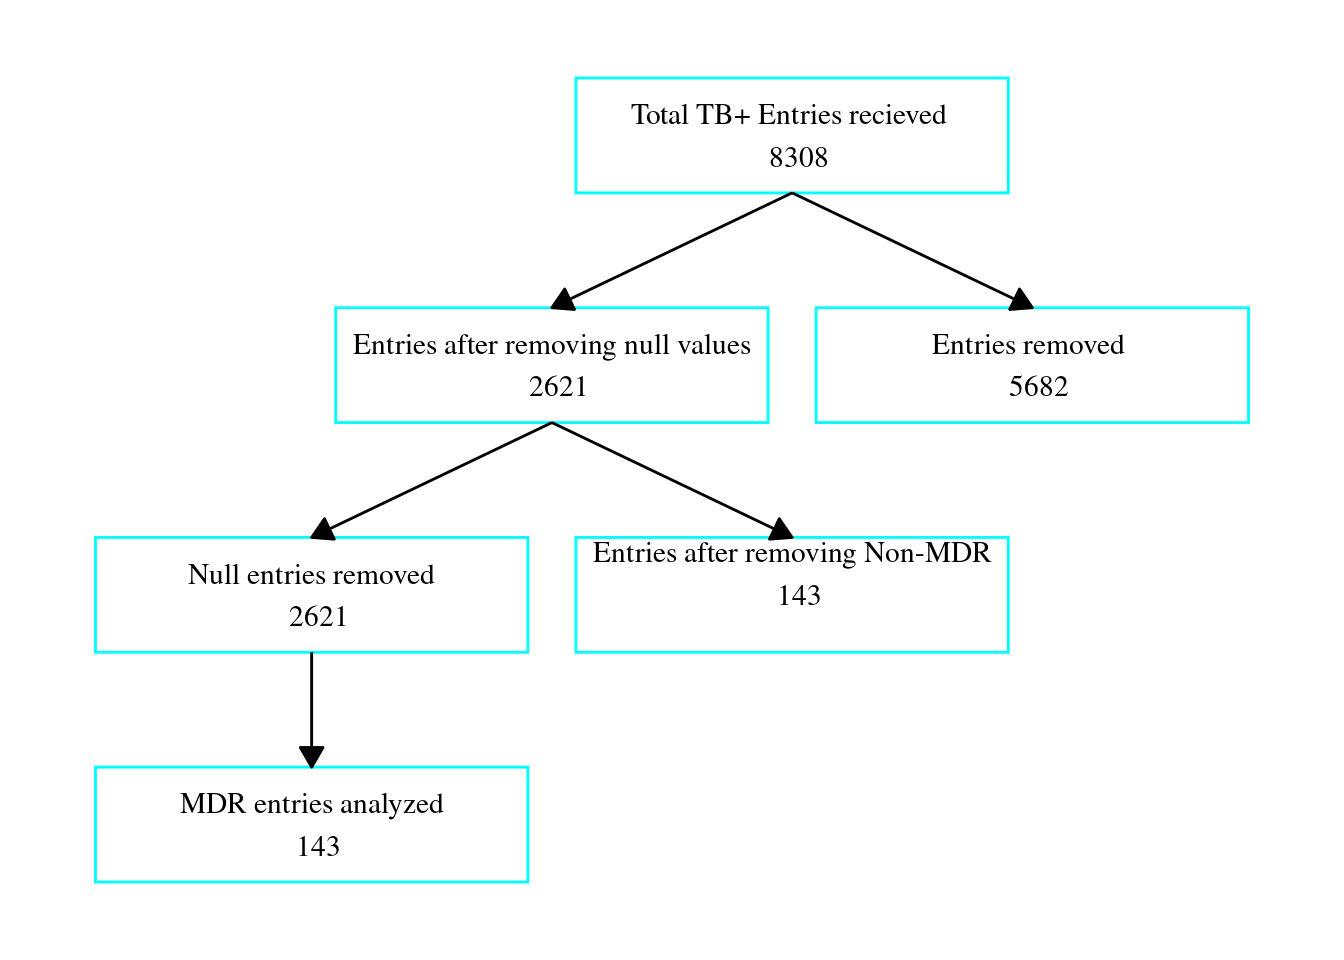 Total TB+ Entries recieved
8308
Entries after removing null values
2621
Entries removed
5682
Null entries removed
2621
Entries after removing Non-MDR
143
MDR entries analyzed
143